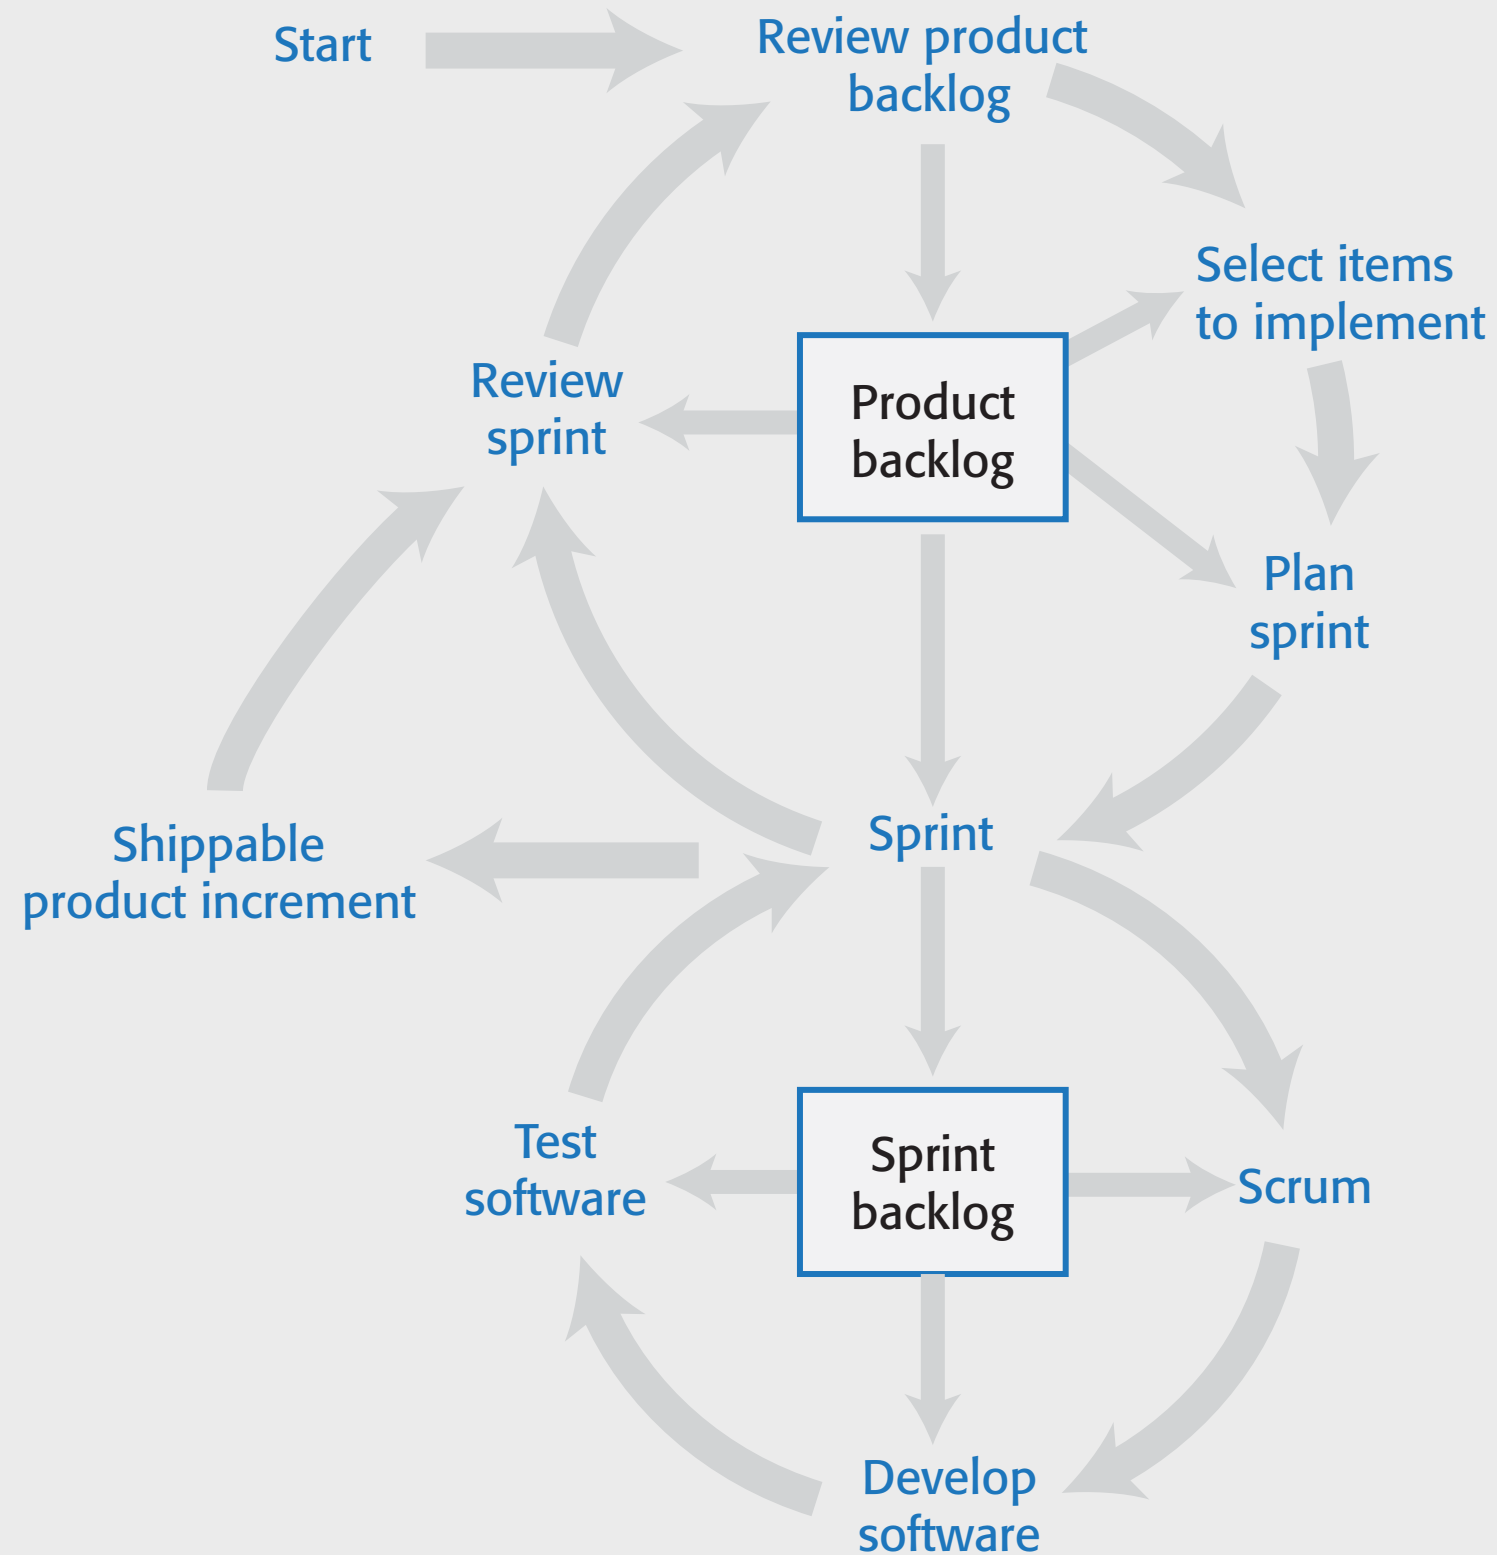 Start
Review product
backlog
Select items
to implement
Review
sprint
Product
backlog
Plan
sprint
Shippable
product increment
Sprint
Test
software
Sprint
backlog
Scrum
Develop
software